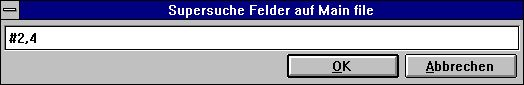 Supersuche Felder auf Main file
#2,4
OK Abbrechen